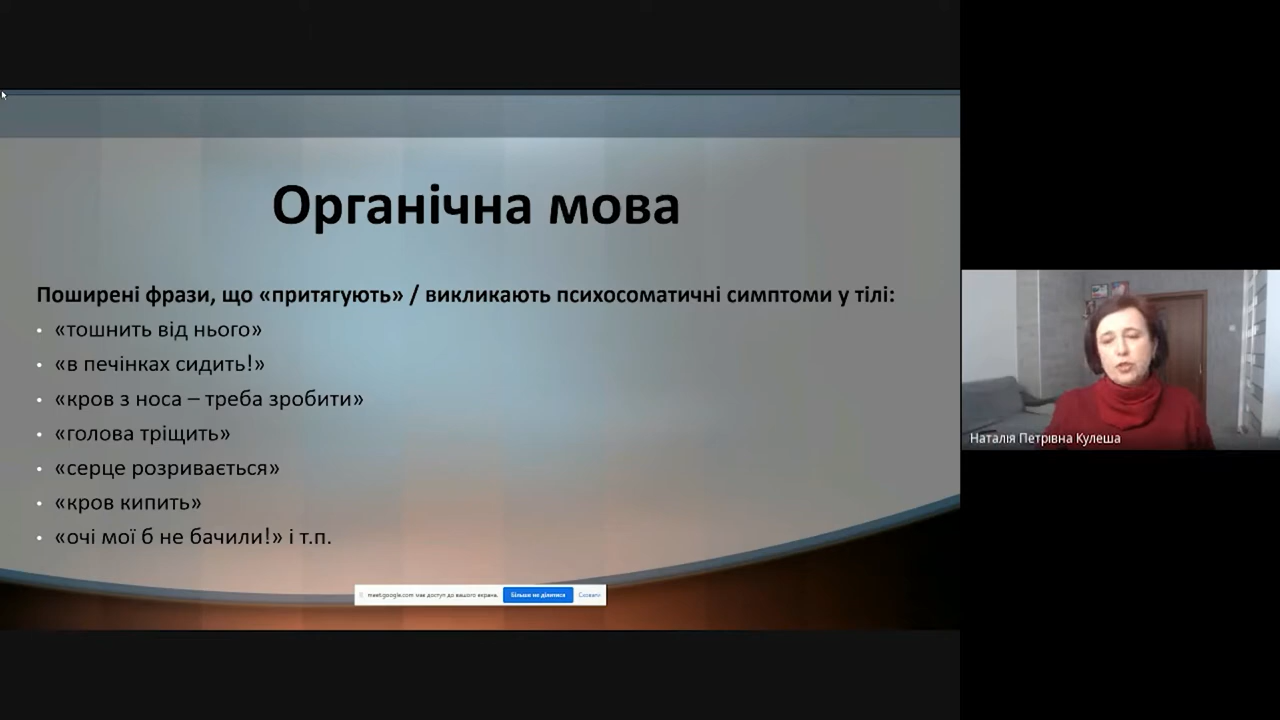 Органічна мова
Поширені фрази, що «притягують» / викликають психосоматичні симптоми у тілі:
• «тошнить від нього»
• «в печінках сидить!»
• «кров з носа – треба зробити»
• «голова тріщить»
• «серце розривається»
• «кров кипить»
• «очі мої б не бачили!» і т.п.
meet.google.com має доступ до вашого екрана.
Більше не ділитися
Сховати
Наталія Петрівна Кулеша